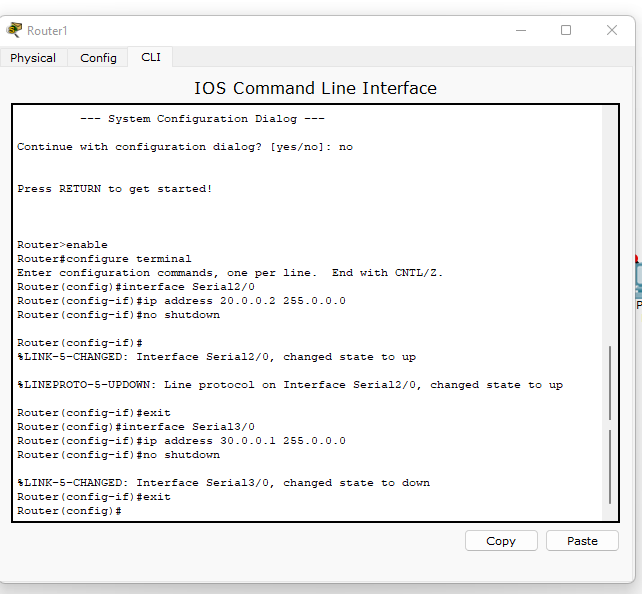 Router1
Physical Config CLI
IOS Command Line Interface
--- System Configuration Dialog ---
Continue with configuration dialog? [yes/no]: no
Press RETURN to get started!
Router>enable
Router#configure terminal
Enter configuration commands, one per line.  End with CNTL/Z.
Router(config)#interface Serial2/0
Router(config-if)#ip address 20.0.0.2 255.0.0.0
Router(config-if)#no shutdown
Router(config-if)#
%LINK-5-CHANGED: Interface Serial2/0, changed state to up
%LINEPROTO-5-UPDOWN: Line protocol on Interface Serial2/0, changed state to up
Router(config-if)#exit
Router(config)#interface Serial3/0
Router(config-if)#ip address 30.0.0.1 255.0.0.0
Router(config-if)#no shutdown
%LINK-5-CHANGED: Interface Serial3/0, changed state to down
Router(config-if)#exit
Router(config)#
Copy Paste